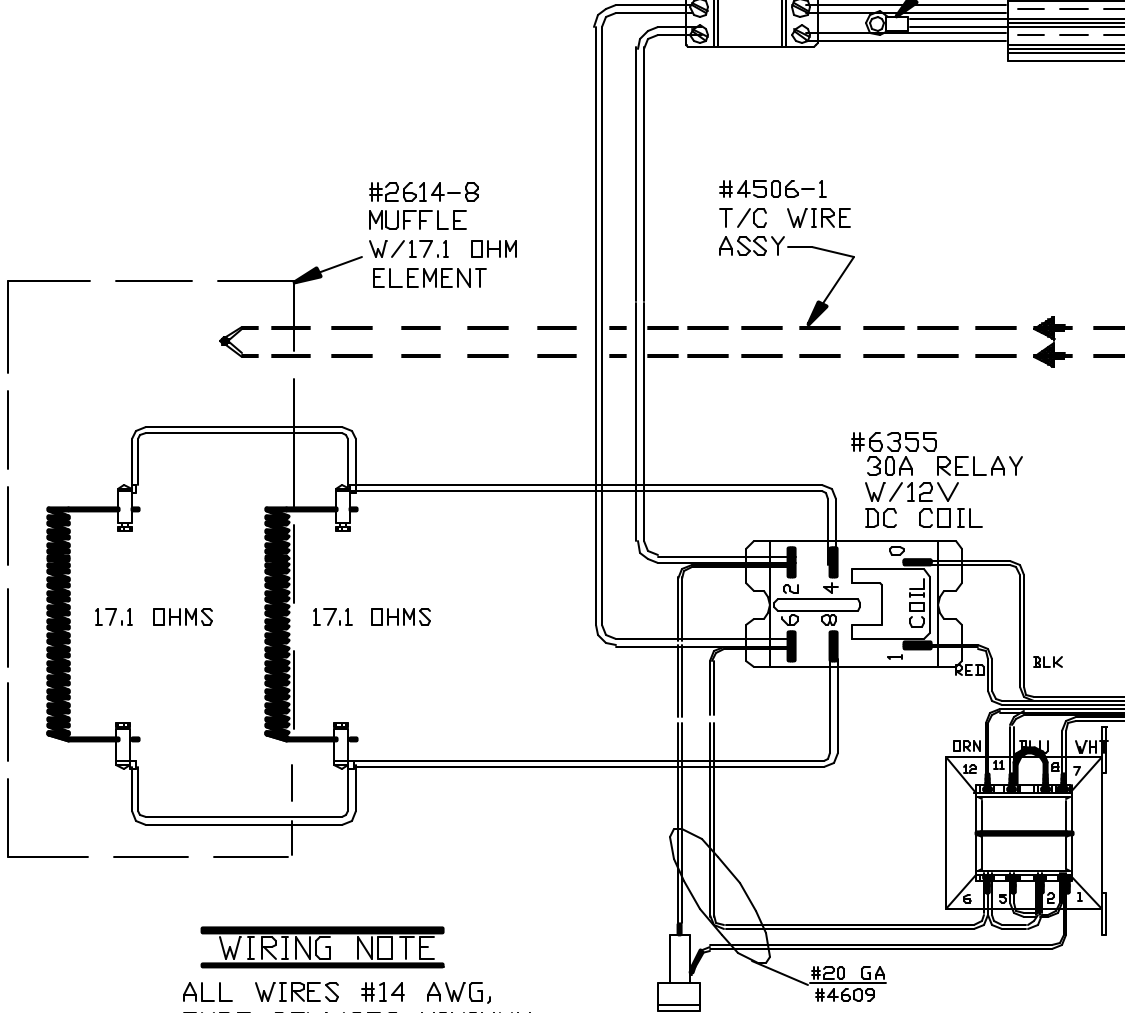 #2614-8
MUFFLE
W/17.1 OHM
ELEMENT
#4506-1
T/C WIRE
ASSY
#6355
30A RELAY
W/12V
DC COIL
0
2 4
COIL
6 8
1
17.1 OHMS
17.1 OHMS
RED
BLK
ORN BLU WHT
12 11 8 7
6 5 2 1
WIRING NOTE
ALL WIRES #14 AWG,
#20 GA
#4609